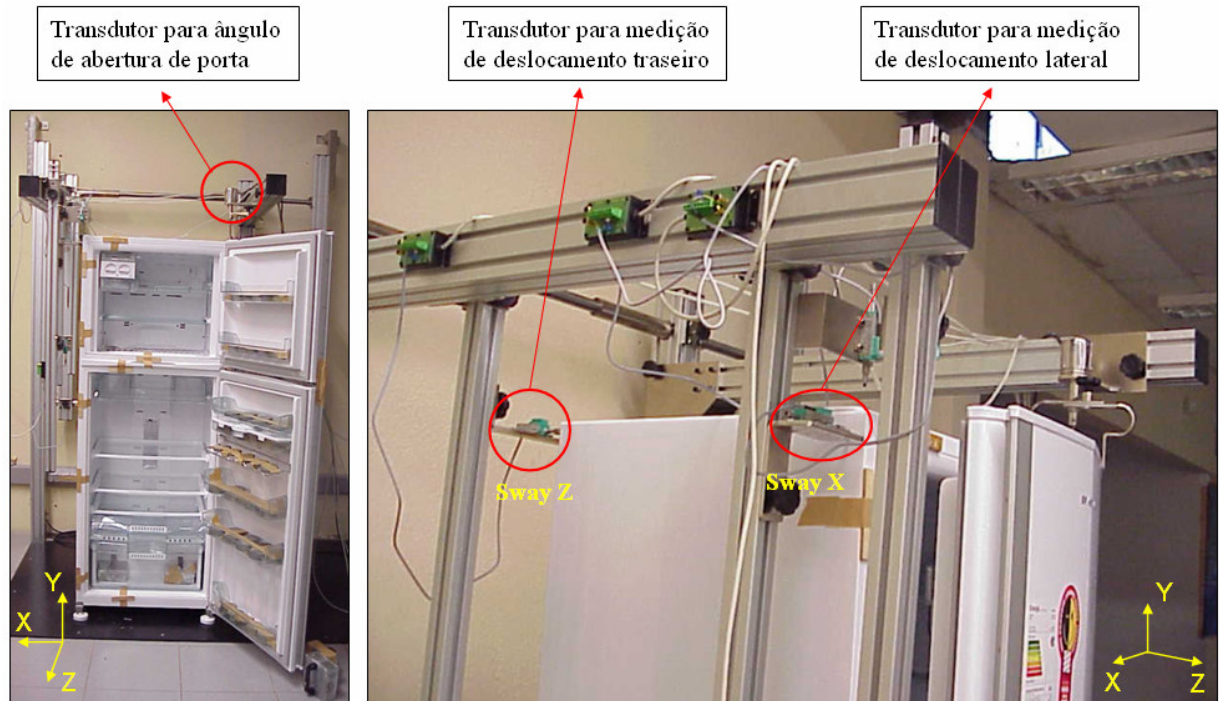 Transdutor para ângulo
de abertura de porta
Transdutor para medição
de deslocamento traseiro
Transdutor para medição
de deslocamento lateral
Sway Z
Sway X
Y
X
Z
Y
X
Z